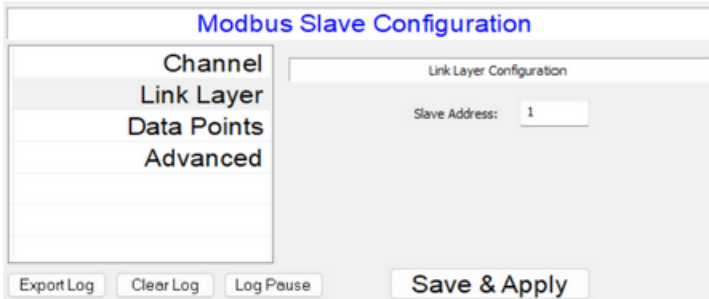 Modbus Slave Configuration
Channel
Link Layer
Data Points
Advanced
Link Layer Configuration
Slave Address: 1
Export Log Clear Log Log Pause Save & Apply